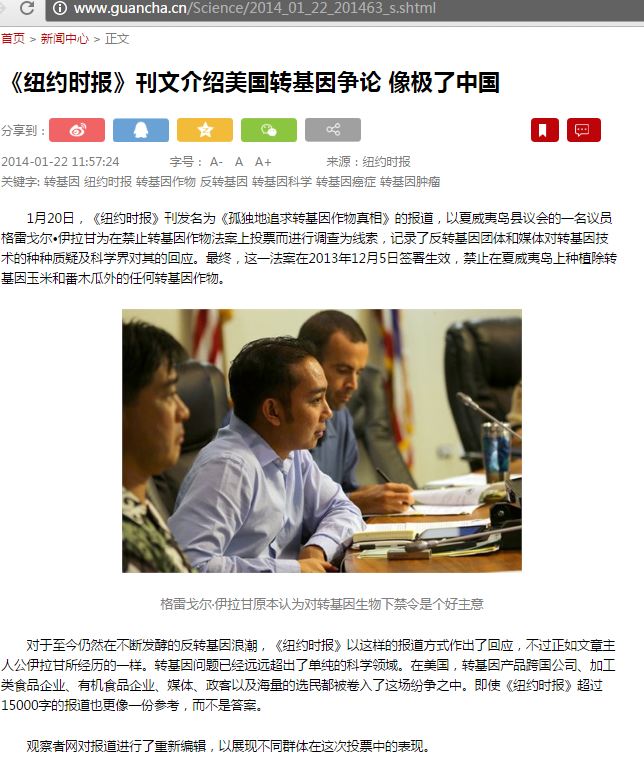 www.guancha.cn/Science/2014_01_22_201463_s.shtml
首页 > 新闻中心 > 正文
《纽约时报》刊文介绍美国转基因争论 像极了中国
分享到：
2014-01-22 11:57:24 字号： A- A A+ 来源：纽约时报
关键字: 转基因 纽约时报 转基因作物 反转基因 转基因科学 转基因癌症 转基因肿瘤
1月20日，《纽约时报》刊发名为《孤独地追求转基因作物真相》的报道，以夏威夷岛县议会的一名议员
格雷戈尔•伊拉甘为在禁止转基因作物法案上投票而进行调查为线索，记录了反转基因团体和媒体对转基因技
术的种种质疑及科学界对其的回应。最终，这一法案在2013年12月5日签署生效，禁止在夏威夷岛上种植除转
基因玉米和番木瓜外的任何转基因作物。
格雷戈尔·伊拉甘原本认为对转基因生物下禁令是个好主意
对于至今仍然在不断发酵的反转基因浪潮，《纽约时报》以这样的报道方式作出了回应，不过正如文章主
人公伊拉甘所经历的一样。转基因问题已经远远超出了单纯的科学领域。在美国，转基因产品跨国公司、加工
类食品企业、有机食品企业、媒体、政客以及海量的选民都被卷入了这场纷争之中。即使《纽约时报》超过
15000字的报道也更像一份参考，而不是答案。
观察者网对报道进行了重新编辑，以展现不同群体在这次投票中的表现。